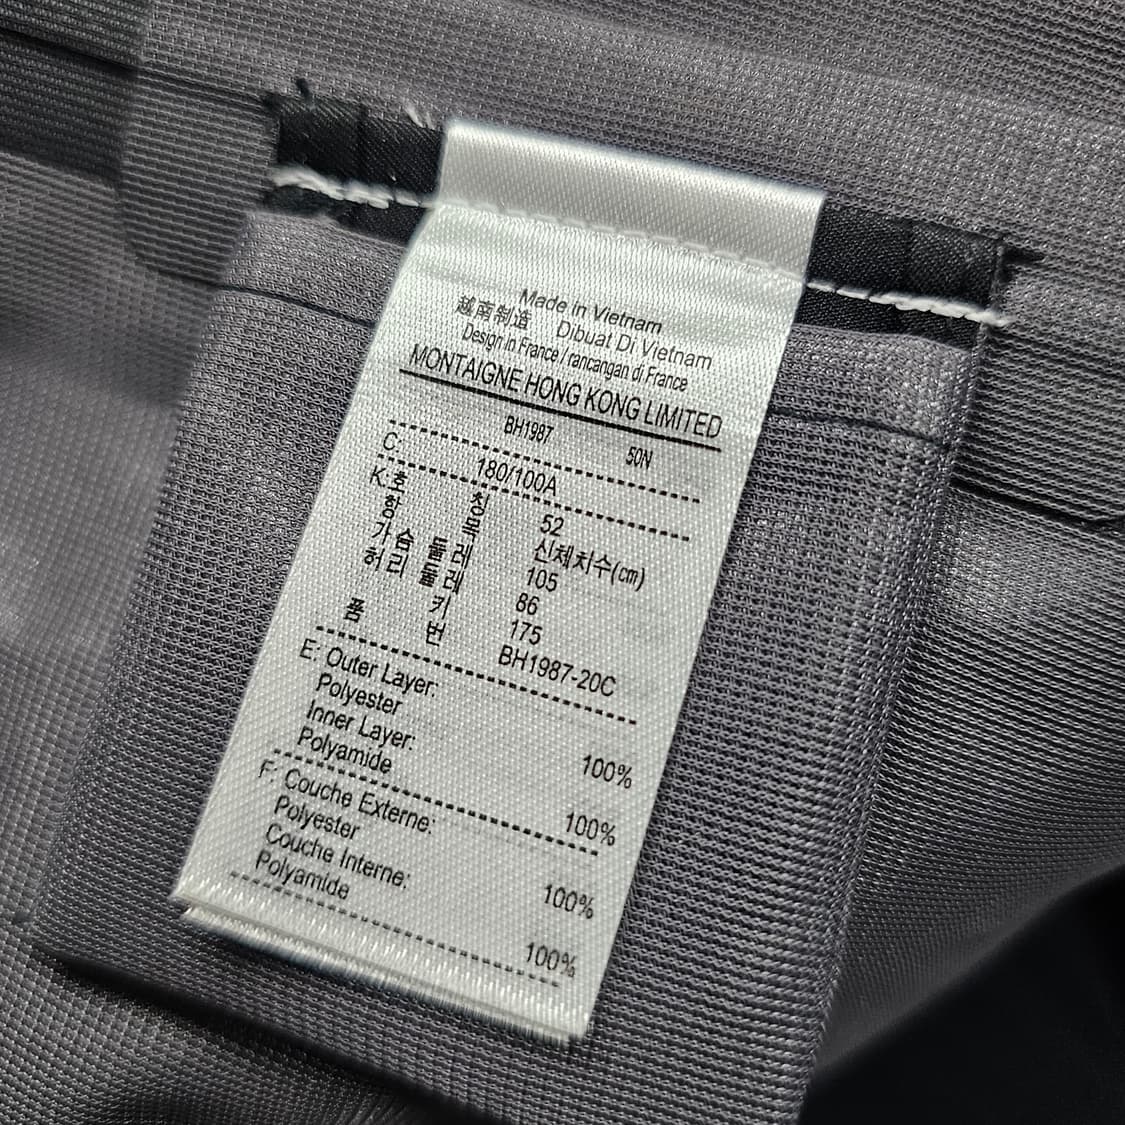 Made in Vietnam
越南制造 Dibuat Di Vietnam
Design in France / rancangan di France
MONTAIGNE HONG KONG LIMITED
BH1987 50N
C: 180/100A
K: 호 칭 52
항 목 신체치수(cm)
가 슴 둘 레 105
허 리 둘 레 86
키 175
품 번 BH1987-20C
E: Outer Layer:
Polyester 100%
Inner Layer:
Polyamide 100%
F: Couche Externe:
Polyester 100%
Couche Interne:
Polyamide 100%